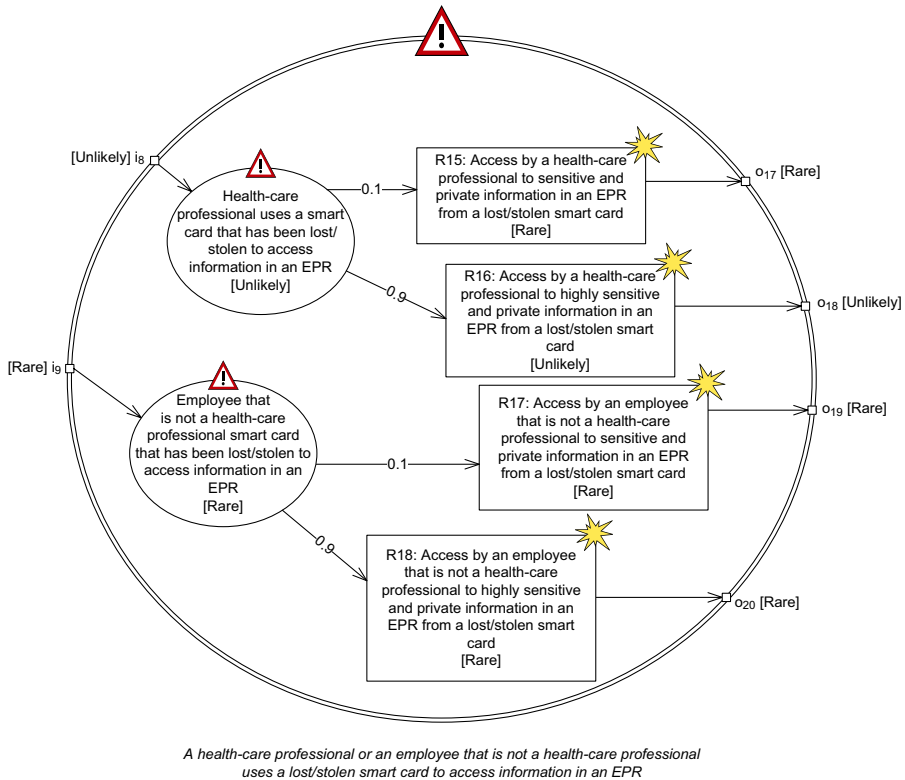 [Unlikely] i8
Health-care
professional uses a smart
card that has been lost/
stolen to access
information in an EPR
[Unlikely]
0.1
R15: Access by a health-care
professional to sensitive and
private information in an EPR
from a lost/stolen smart card
[Rare]
o17 [Rare]
0.9
R16: Access by a health-care
professional to highly sensitive
and private information in an
EPR from a lost/stolen smart
card
[Unlikely]
o18 [Unlikely]
[Rare] i9
Employee that
is not a health-care
professional smart card
that has been lost/stolen to
access information in an
EPR
[Rare]
0.1
R17: Access by an employee
that is not a health-care
professional to sensitive and
private information in an EPR
from a lost/stolen smart card
[Rare]
o19 [Rare]
0.9
R18: Access by an employee
that is not a health-care
professional to highly sensitive
and private information in an
EPR from a lost/stolen smart
card
[Rare]
o20 [Rare]
A health-care professional or an employee that is not a health-care professional
uses a lost/stolen smart card to access information in an EPR